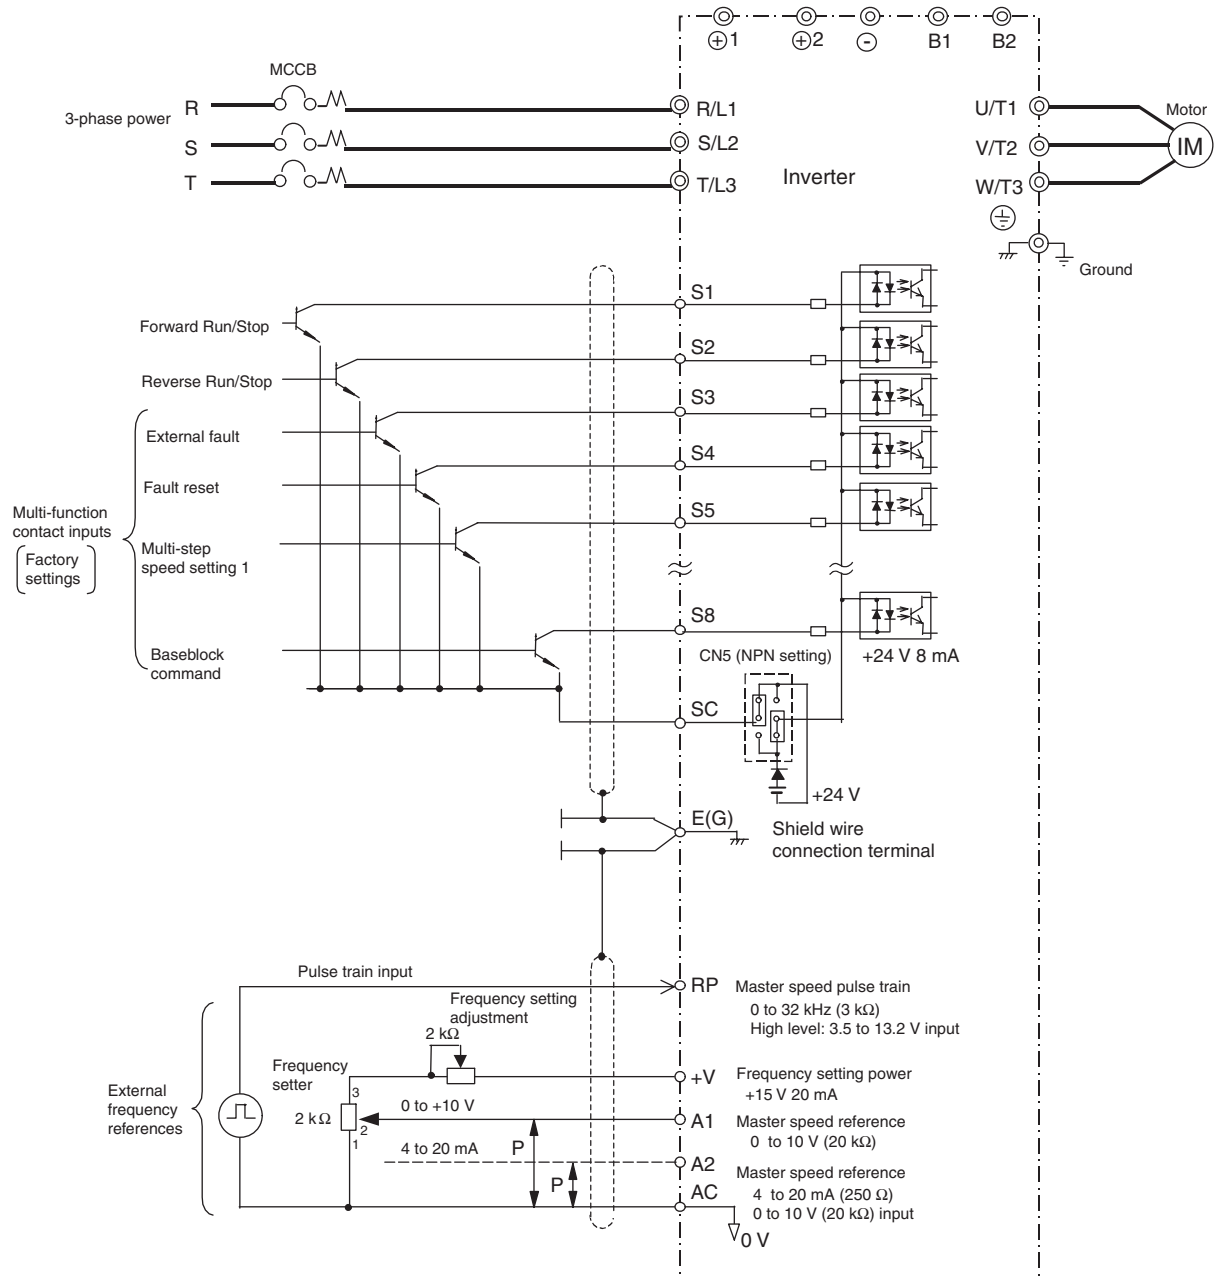 ⊕1 ⊕2 ⊖ B1 B2
MCCB
3-phase power
R R/L1 U/T1 Motor
S S/L2 V/T2 IM
T T/L3 Inverter W/T3
Ground
S1
Forward Run/Stop
S2
Reverse Run/Stop
S3
External fault
S4
Fault reset
S5
Multi-function
contact inputs
Factory
settings
Multi-step
speed setting 1
S8
Baseblock
command
CN5 (NPN setting) +24 V 8 mA
SC
+24 V
E(G)
Shield wire
connection terminal
Pulse train input
RP Master speed pulse train
0 to 32 kHz (3 kΩ)
High level: 3.5 to 13.2 V input
Frequency setting
adjustment
2 kΩ
Frequency
setter
+V Frequency setting power
+15 V 20 mA
External
frequency
references
3
2 kΩ
2
1
0 to +10 V
A1 Master speed reference
0 to 10 V (20 kΩ)
4 to 20 mA
P
A2 Master speed reference
4 to 20 mA (250 Ω)
0 to 10 V (20 kΩ) input
P
AC
0 V